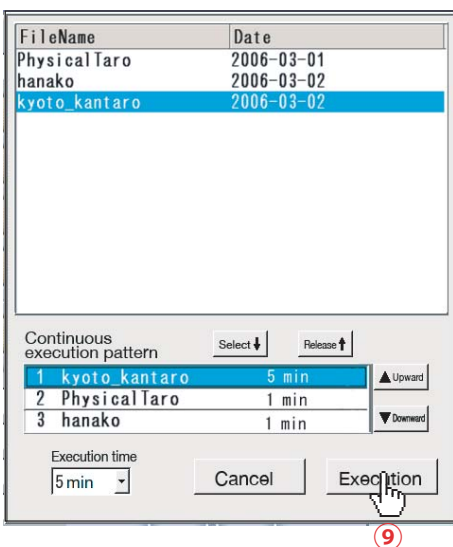 FileName Date
PhysicalTaro 2006-03-01
hanako 2006-03-02
kyoto_kantaro 2006-03-02
Continuous
execution pattern
Select⬇ Release⬆
1 kyoto_kantaro 5 min
▲Upward
2 PhysicalTaro 1 min
3 hanako 1 min
▼Downward
Execution time
5 min
Cancel Execution
⑨